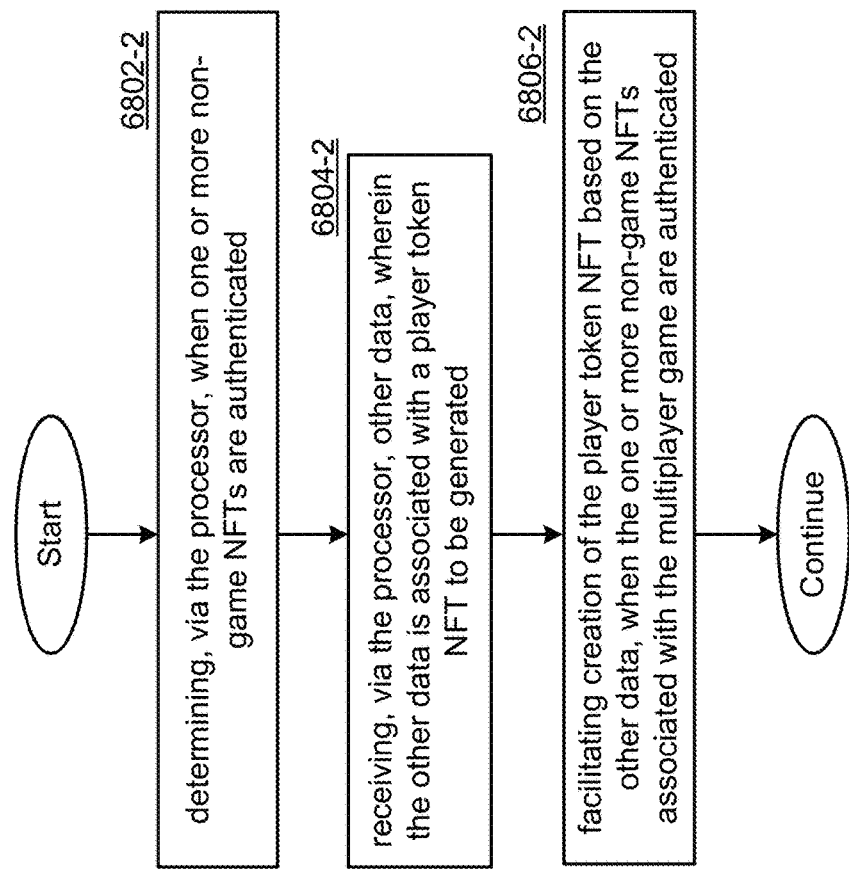 Start
6802-2
determining, via the processor, when one or more non-
game NFTs are authenticated
6804-2
receiving, via the processor, other data, wherein
the other data is associated with a player token
NFT to be generated
6806-2
facilitating creation of the player token NFT based on the
other data, when the one or more non-game NFTs
associated with the multiplayer game are authenticated
Continue